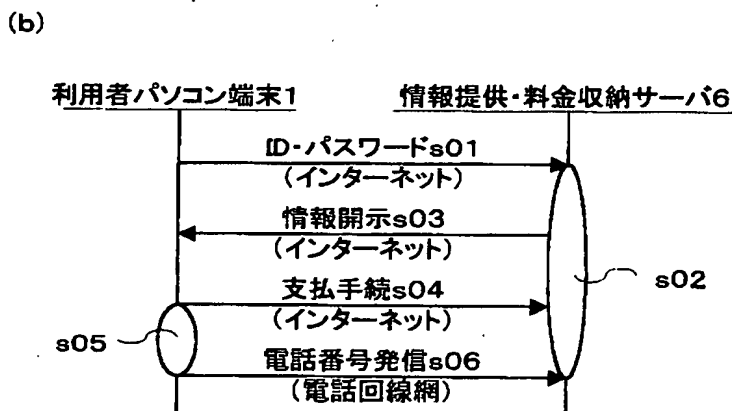 (b)
利用者パソコン端末1 情報提供・料金収納サーバ6
ID・パスワードs01
(インターネット)
情報開示s03
(インターネット)
支払手続s04
(インターネット)
s02
s05
電話番号発信s06
(電話回線網)